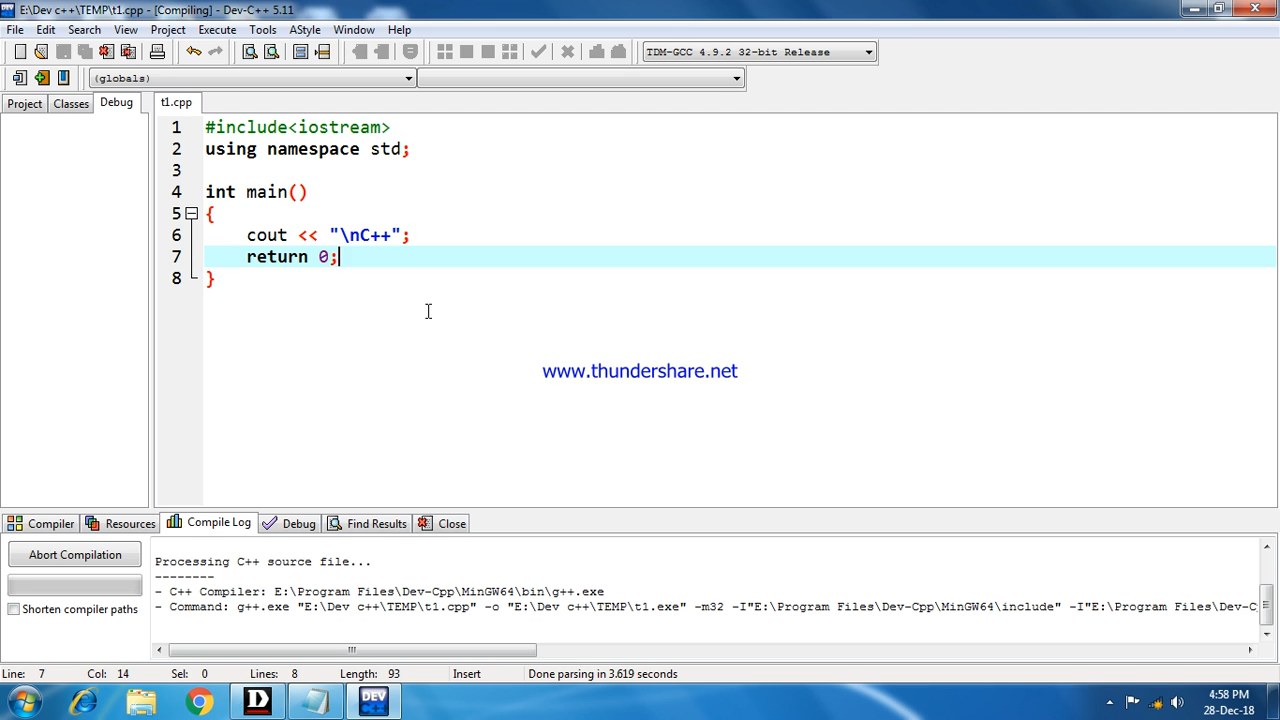 E:\Dev c++\TEMP\t1.cpp - [Compiling] - Dev-C++ 5.11
File Edit Search View Project Execute Tools AStyle Window Help
TDM-GCC 4.9.2 32-bit Release
(globals)
Project Classes Debug t1.cpp
1 #include<iostream>
2 using namespace std;
3
4 int main()
5 {
6 cout << "\nC++";
7 return 0;
8 }
www.thundershare.net
Compiler Resources Compile Log Debug Find Results Close
Abort Compilation
Shorten compiler paths
Processing C++ source file...
--------
- C++ Compiler: E:\Program Files\Dev-Cpp\MinGW64\bin\g++.exe
- Command: g++.exe "E:\Dev c++\TEMP\t1.cpp" -o "E:\Dev c++\TEMP\t1.exe" -m32 -I"E:\Program Files\Dev-Cpp\MinGW64\include" -I"E:\Program Files\Dev-C
Line: 7 Col: 14 Sel: 0 Lines: 8 Length: 93 Insert Done parsing in 3.619 seconds
D DEV C++
4:58 PM
28-Dec-18